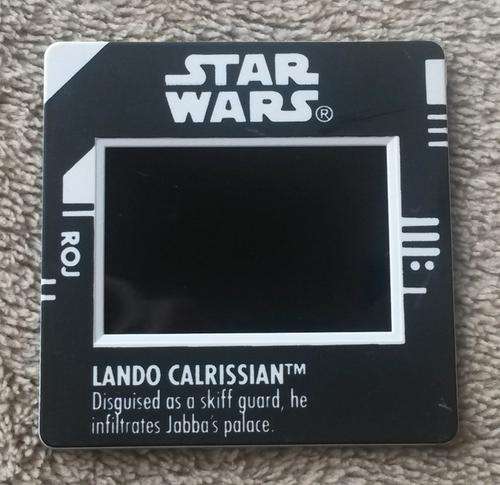 STAR
WARS®
ROJ
LANDO CALRISSIAN™
Disguised as a skiff guard, he
infiltrates Jabba's palace.